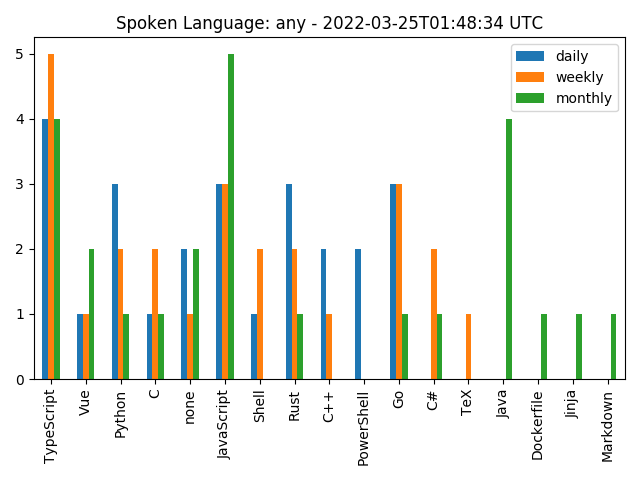 Spoken Language: any - 2022-03-25T01:48:34 UTC
daily
weekly
monthly
5
4
3
2
1
0
TypeScript
Vue
Python
C
none
JavaScript
Shell
Rust
C++
PowerShell
Go
C#
TeX
Java
Dockerfile
Jinja
Markdown